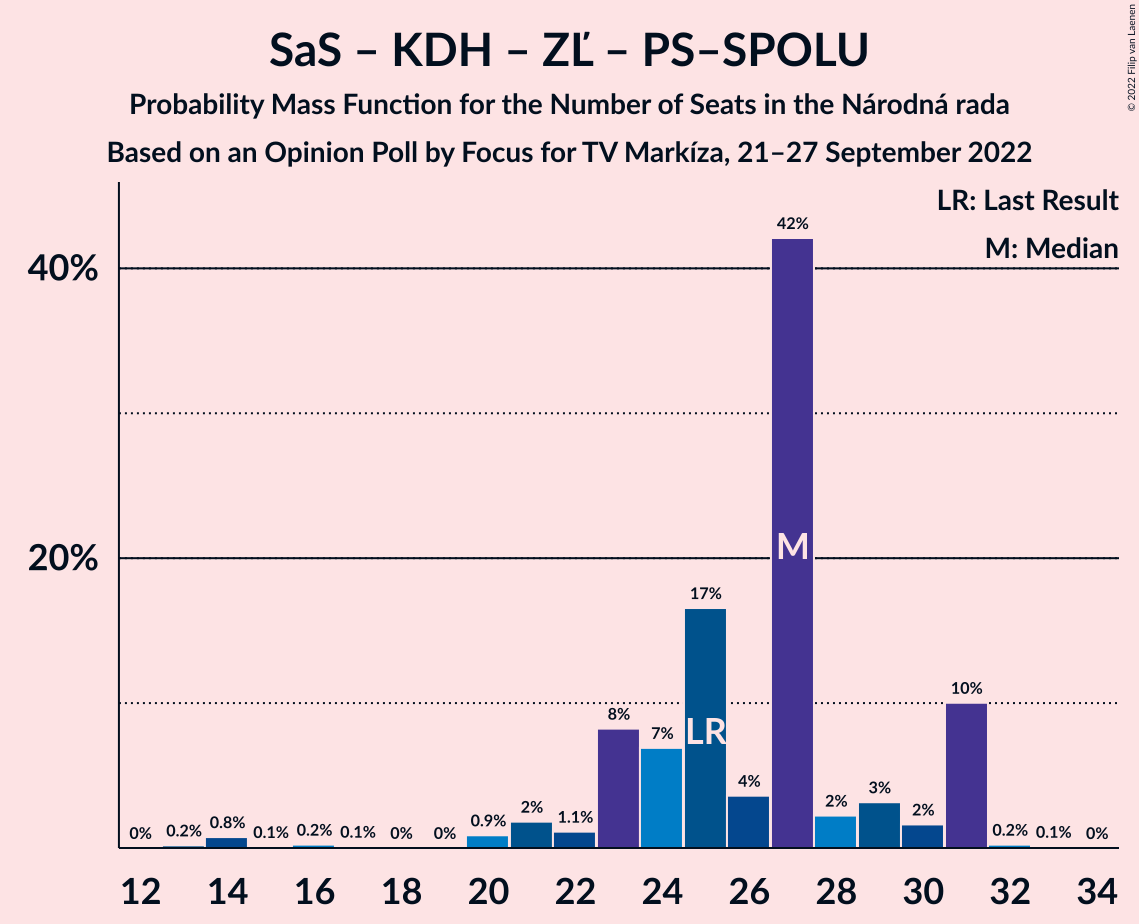 SaS – KDH – ZĽ – PS–SPOLU
Probability Mass Function for the Number of Seats in the Národná rada
Based on an Opinion Poll by Focus for TV Markíza, 21–27 September 2022
© 2022 Filip van Laenen
LR: Last Result
M: Median
40%
20%
0%
0.2%
0.8%
0.1%
0.2%
0.1%
0%
0%
0.9%
2%
1.1%
8%
7%
17%
4%
42%
2%
3%
2%
10%
0.2%
0.1%
0%
LR
M
12 14 16 18 20 22 24 26 28 30 32 34